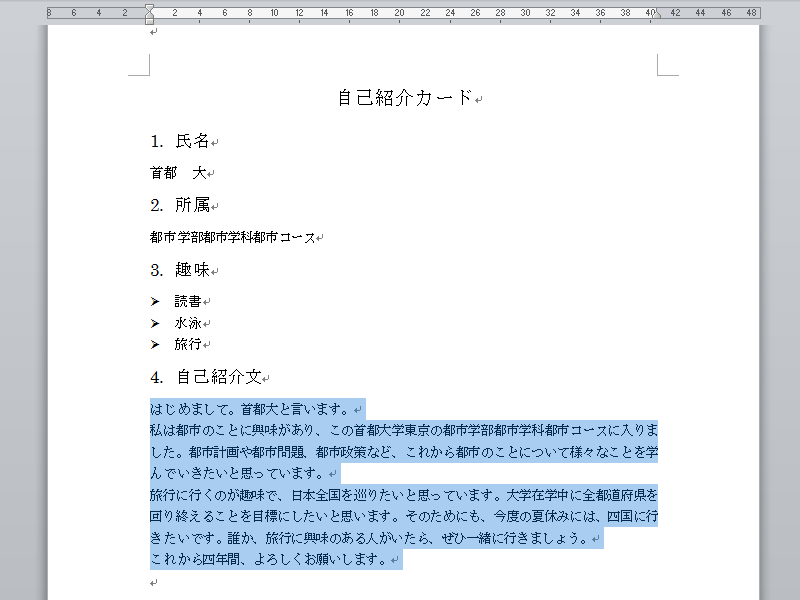 8 6 4 2 2 4 6 8 10 12 14 16 18 20 22 24 26 28 30 32 34 36 38 40 42 44 46 48
自己紹介カード
1. 氏名
首都 大
2. 所属
都市学部都市学科都市コース
3. 趣味
➢ 読書
➢ 水泳
➢ 旅行
4. 自己紹介文
はじめまして。首都大と言います。
私は都市のことに興味があり、この首都大学東京の都市学部都市学科都市コースに入りま
した。都市計画や都市問題、都市政策など、これから都市のことについて様々なことを学
んでいきたいと思っています。
旅行に行くのが趣味で、日本全国を巡りたいと思っています。大学在学中に全都道府県を
回り終えることを目標にしたいと思います。そのためにも、今度の夏休みには、四国に行
きたいです。誰か、旅行に興味のある人がいたら、ぜひ一緒に行きましょう。
これから四年間、よろしくお願いします。